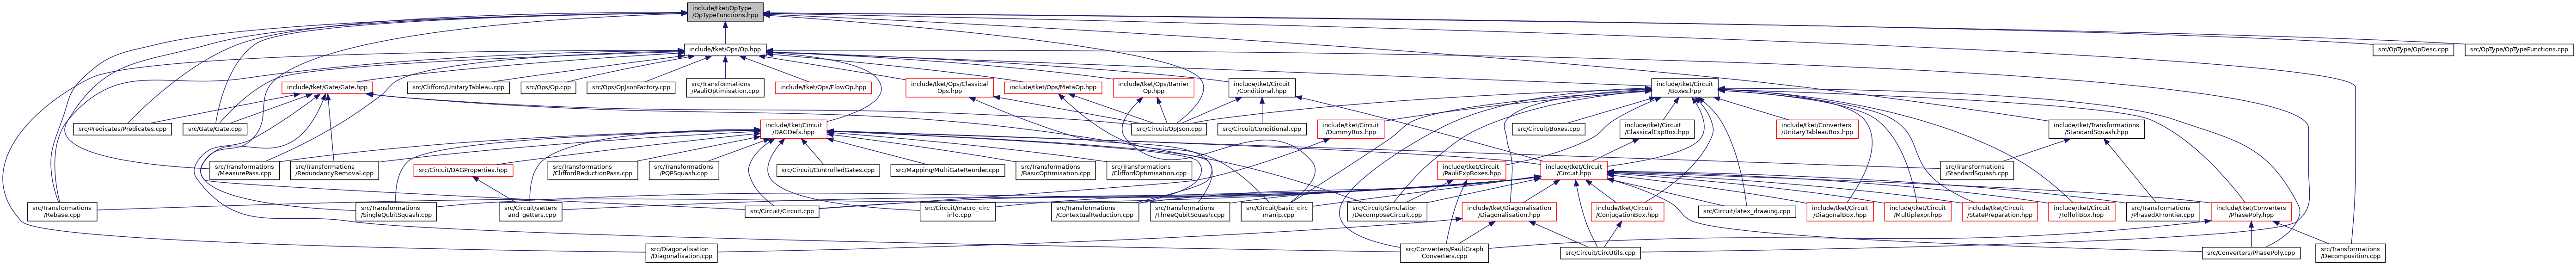 include/tket/OpType
/OpTypeFunctions.hpp
include/tket/Ops/Op.hpp
src/OpType/OpDesc.cpp
src/OpType/OpTypeFunctions.cpp
include/tket/Gate/Gate.hpp
src/Clifford/UnitaryTableau.cpp
src/Ops/Op.cpp
src/Ops/OpJsonFactory.cpp
src/Transformations
/PauliOptimisation.cpp
include/tket/Ops/FlowOp.hpp
include/tket/Ops/Classical
Ops.hpp
include/tket/Ops/MetaOp.hpp
include/tket/Ops/Barrier
Op.hpp
include/tket/Circuit
/Conditional.hpp
include/tket/Circuit
/Boxes.hpp
src/Predicates/Predicates.cpp
src/Gate/Gate.cpp
include/tket/Circuit
/DAGDefs.hpp
src/Circuit/OpJson.cpp
src/Circuit/Conditional.cpp
include/tket/Circuit
/DummyBox.hpp
src/Circuit/Boxes.cpp
include/tket/Circuit
/ClassicalExpBox.hpp
include/tket/Converters
/UnitaryTableauBox.hpp
include/tket/Transformations
/StandardSquash.hpp
src/Transformations
/MeasurePass.cpp
src/Transformations
/RedundancyRemoval.cpp
src/Circuit/DAGProperties.hpp
src/Transformations
/CliffordReductionPass.cpp
src/Transformations
/PQPSquash.cpp
src/Circuit/ControlledGates.cpp
src/Mapping/MultiGateReorder.cpp
src/Transformations
/BasicOptimisation.cpp
src/Transformations
/CliffordOptimisation.cpp
include/tket/Circuit
/PauliExpBoxes.hpp
include/tket/Circuit
/Circuit.hpp
src/Transformations
/StandardSquash.cpp
src/Transformations
/Rebase.cpp
src/Transformations
/SingleQubitSquash.cpp
src/Circuit/setters
_and_getters.cpp
src/Circuit/Circuit.cpp
src/Circuit/macro_circ
_info.cpp
src/Transformations
/ContextualReduction.cpp
src/Transformations
/ThreeQubitSquash.cpp
src/Circuit/basic_circ
_manip.cpp
src/Circuit/Simulation
/DecomposeCircuit.cpp
include/tket/Diagonalisation
/Diagonalisation.hpp
include/tket/Circuit
/ConjugationBox.hpp
src/Circuit/latex_drawing.cpp
include/tket/Circuit
/DiagonalBox.hpp
include/tket/Circuit
/Multiplexor.hpp
include/tket/Circuit
/StatePreparation.hpp
include/tket/Circuit
/ToffoliBox.hpp
src/Transformations
/PhasedXFrontier.cpp
include/tket/Converters
/PhasePoly.hpp
src/Diagonalisation
/Diagonalisation.cpp
src/Converters/PauliGraph
Converters.cpp
src/Circuit/CircUtils.cpp
src/Converters/PhasePoly.cpp
src/Transformations
/Decomposition.cpp